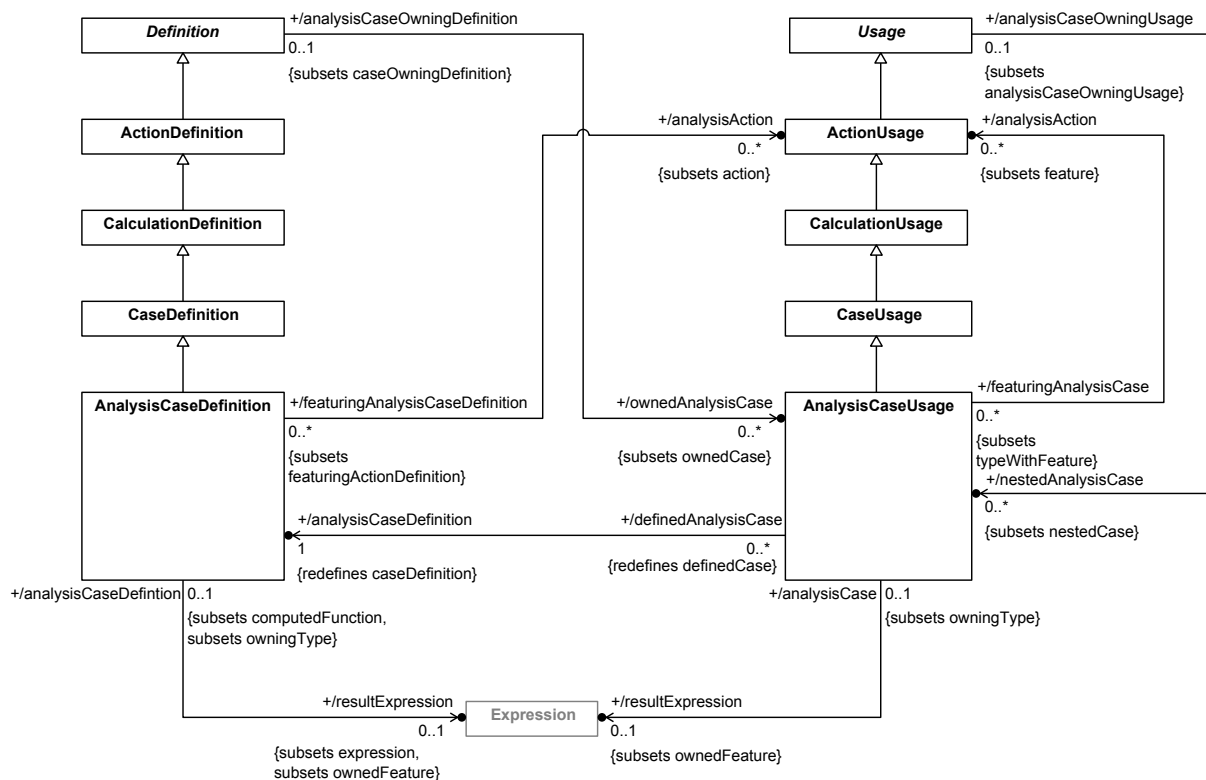 +/analysisCaseOwningDefinition
Definition
0..1
{subsets caseOwningDefinition}
+/analysisCaseOwningUsage
Usage
0..1
{subsets
analysisCaseOwningUsage}
ActionDefinition
+/analysisAction
0..*
{subsets action}
ActionUsage
+/analysisAction
0..*
{subsets feature}
CalculationDefinition
CalculationUsage
CaseDefinition
CaseUsage
AnalysisCaseDefinition
+/featuringAnalysisCaseDefinition
0..*
{subsets
featuringActionDefinition}
+/ownedAnalysisCase
0..*
{subsets ownedCase}
AnalysisCaseUsage
+/featuringAnalysisCase
0..*
{subsets
typeWithFeature}
+/nestedAnalysisCase
0..*
{subsets nestedCase}
+/analysisCaseDefinition
1
{redefines caseDefinition}
+/definedAnalysisCase
0..*
{redefines definedCase}
+/analysisCaseDefintion
0..1
{subsets computedFunction,
subsets owningType}
+/analysisCase
0..1
{subsets owningType}
+/resultExpression
0..1
{subsets expression,
subsets ownedFeature}
Expression
+/resultExpression
0..1
{subsets ownedFeature}